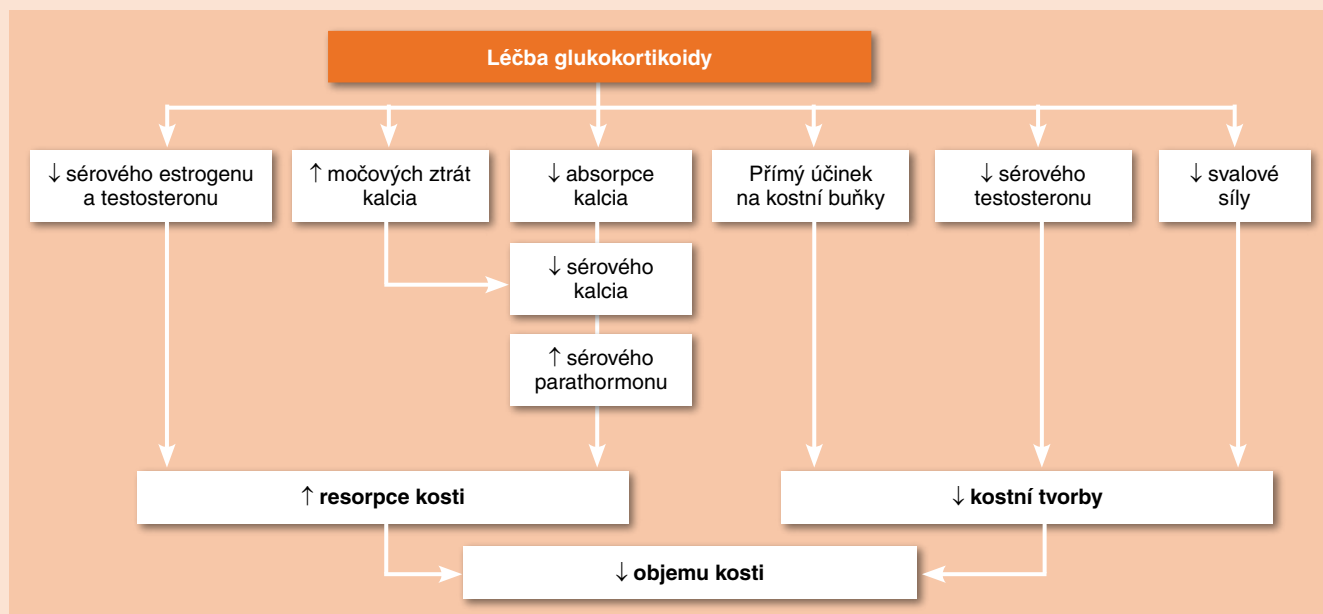 Léčba glukokortikoidy
↓ sérového estrogenu
a testosteronu
↑ močových ztrát
kalcia
↓ absorpce
kalcia
Přímý účinek
na kostní buňky
↓ sérového
testosteronu
↓ svalové
síly
↓ sérového
kalcia
↑ sérového
parathormonu
↑ resorpce kosti
↓ kostní tvorby
↓ objemu kosti